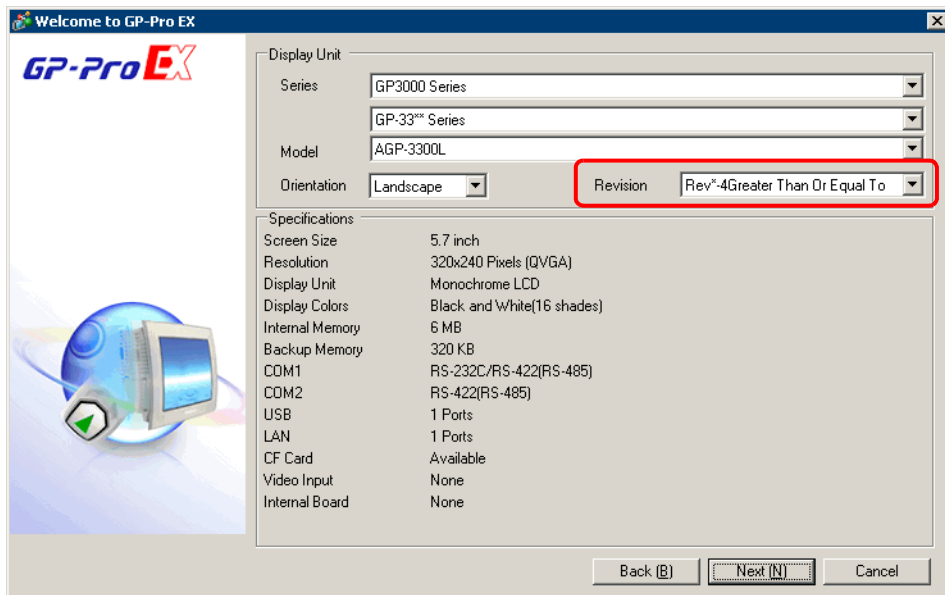 Welcome to GP-Pro EX
GP-Pro EX
Display Unit
Series GP3000 Series
GP-33** Series
Model AGP-3300L
Orientation Landscape Revision Rev*-4Greater Than Or Equal To
Specifications
Screen Size 5.7 inch
Resolution 320x240 Pixels (QVGA)
Display Unit Monochrome LCD
Display Colors Black and White(16 shades)
Internal Memory 6 MB
Backup Memory 320 KB
COM1 RS-232C/RS-422(RS-485)
COM2 RS-422(RS-485)
USB 1 Ports
LAN 1 Ports
CF Card Available
Video Input None
Internal Board None
Back (B) Next (N) Cancel